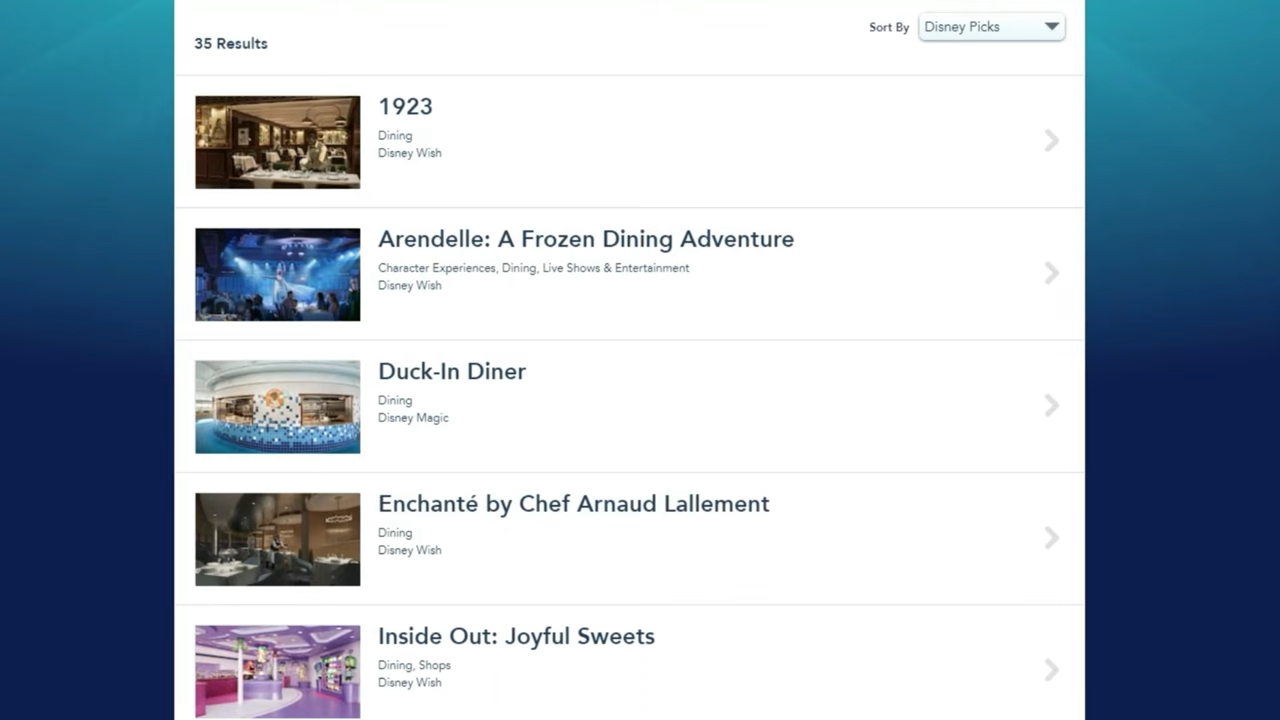 35 Results
Sort By Disney Picks
1923
Dining
Disney Wish
Arendelle: A Frozen Dining Adventure
Character Experiences, Dining, Live Shows & Entertainment
Disney Wish
Duck-In Diner
Dining
Disney Magic
Enchanté by Chef Arnaud Lallement
Dining
Disney Wish
Inside Out: Joyful Sweets
Dining, Shops
Disney Wish